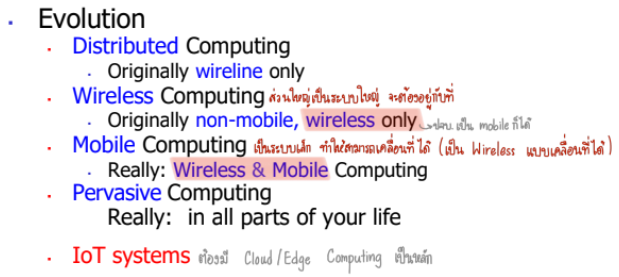 Evolution
Distributed Computing
Originally wireline only
Wireless Computing ส่วนใหญ่เป็นระบบใหญ่ จะต้องอยู่กับที่
Originally non-mobile, wireless only เป็น mobile ก็ได้
Mobile Computing เป็นระบบเล็ก ทำให้สามารถเคลื่อนที่ได้ (เป็น Wireless แบบเคลื่อนที่ได้)
Really: Wireless & Mobile Computing
Pervasive Computing
Really: in all parts of your life
IoT systems ต้องมี Cloud/Edge Computing เป็นหลัก